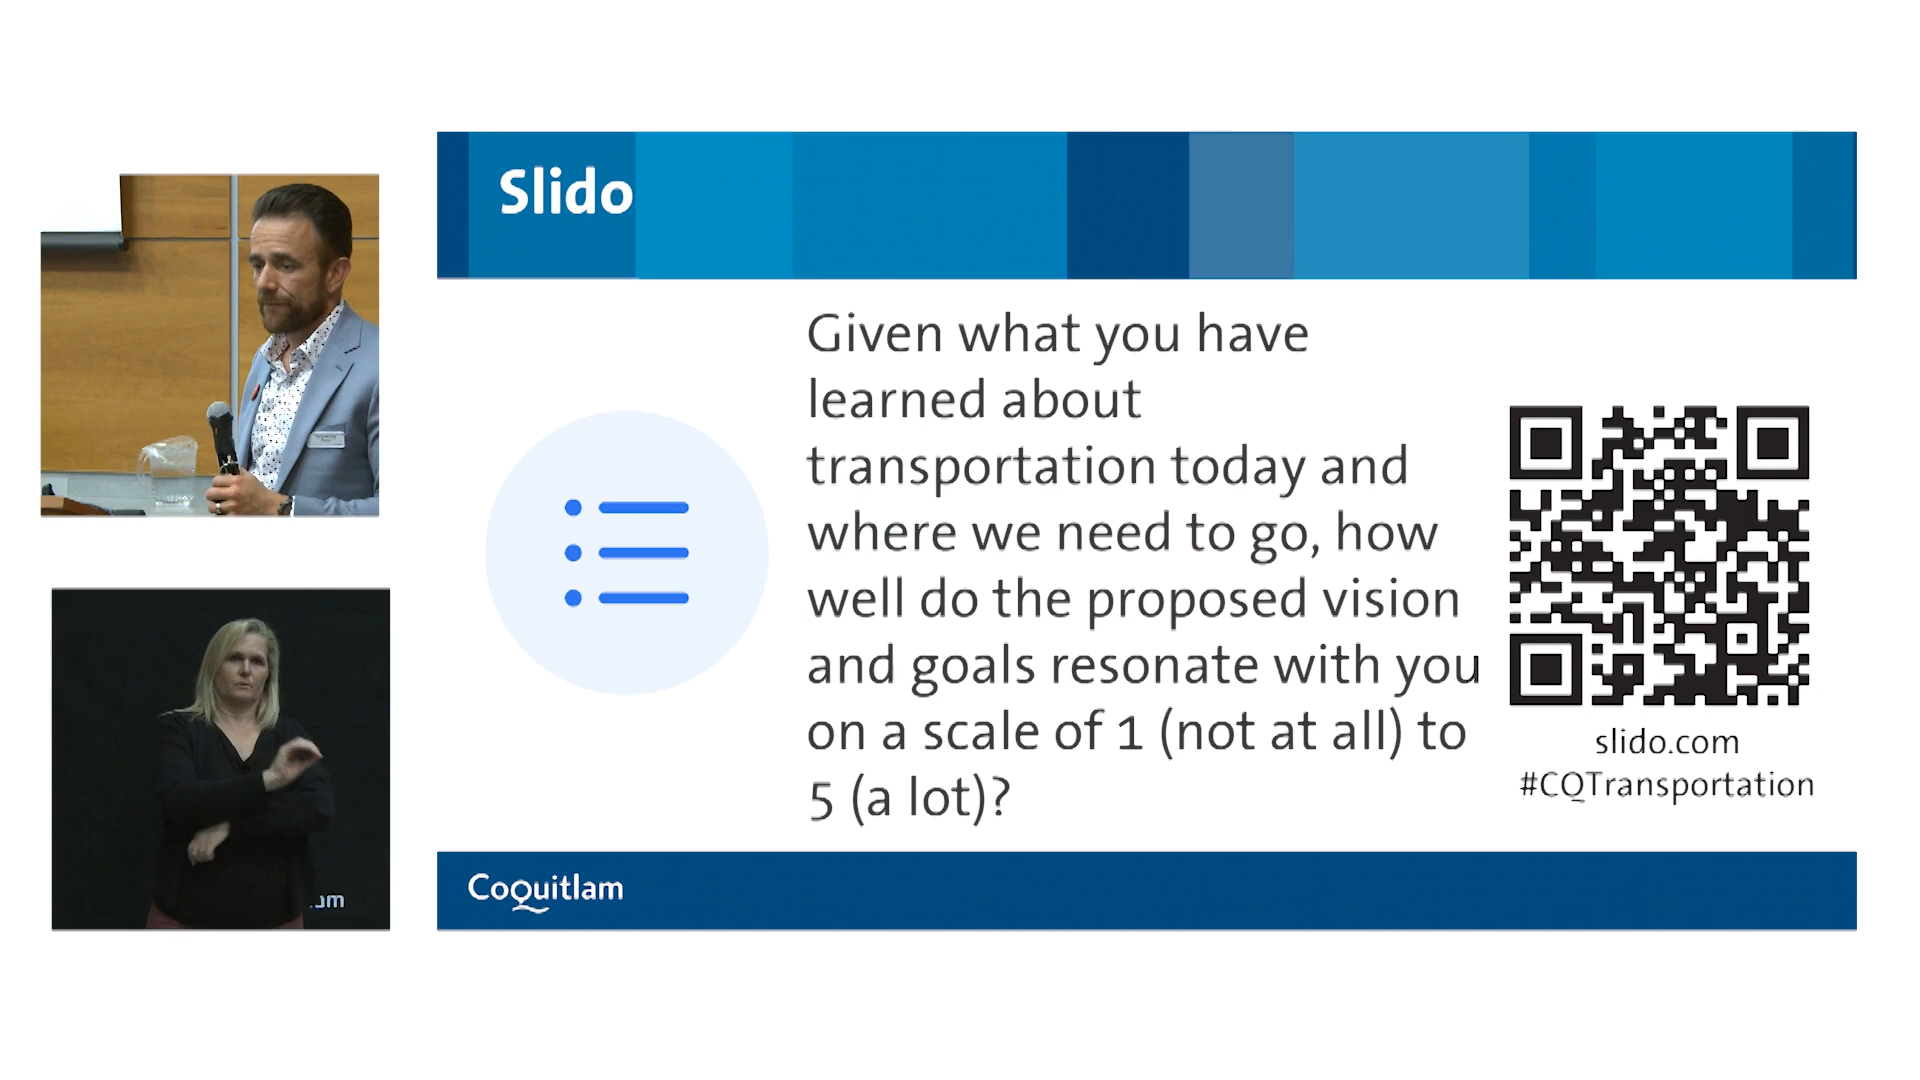 Slido
Given what you have
learned about
transportation today and
where we need to go, how
well do the proposed vision
and goals resonate with you
on a scale of 1 (not at all) to
5 (a lot)?
slido.com
#CQTransportation
Coquitlam
am